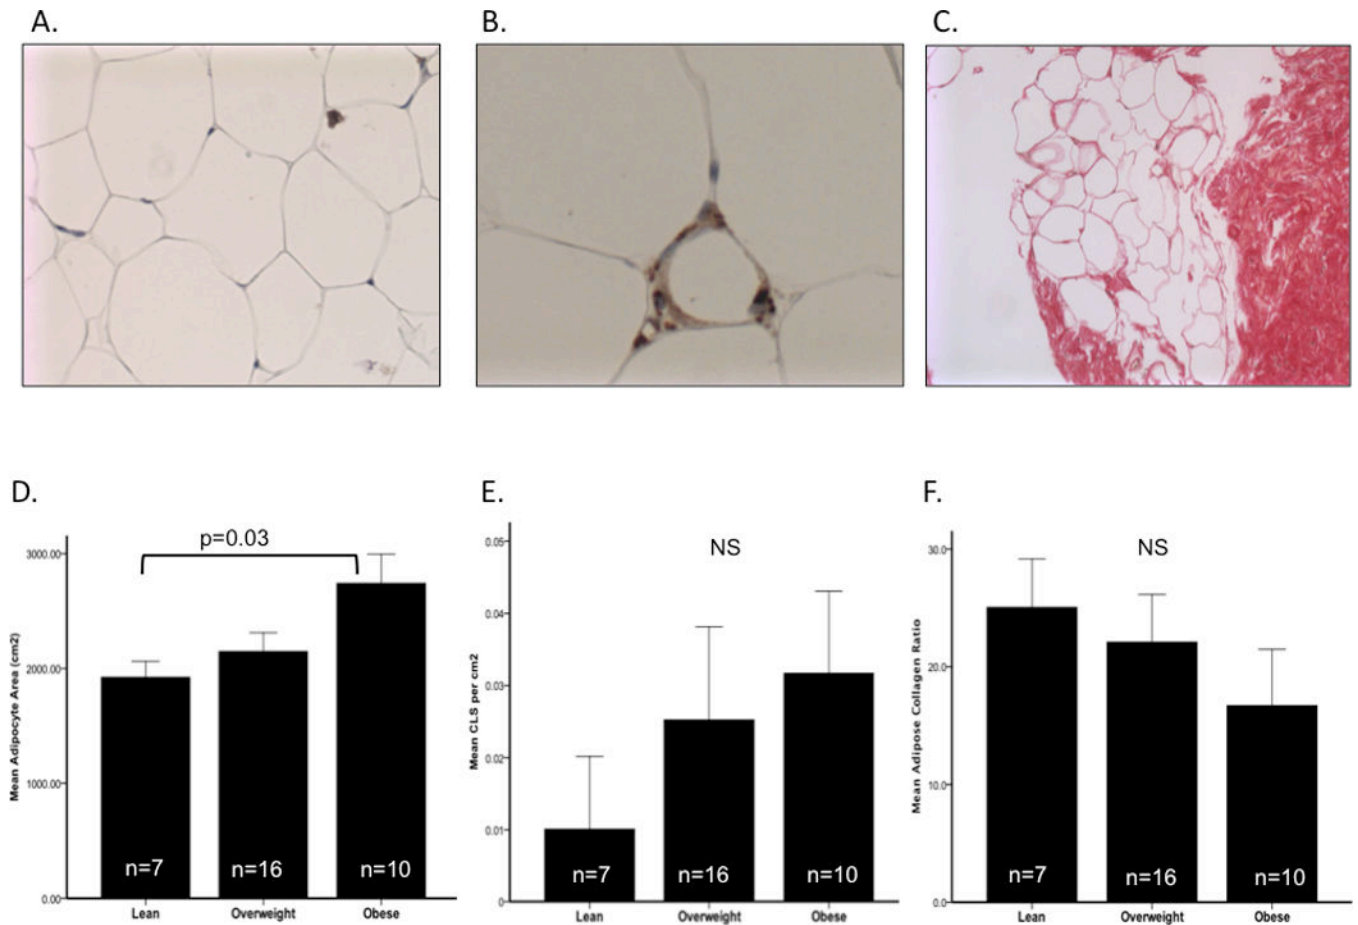 A.
B.
C.
D.
p=0.03
3000.00
2000.00
1000.00
0.00
Mean Adipocyte Area (cm2)
n=7
n=16
n=10
Lean
Overweight
Obese
E.
NS
0.05
0.04
0.03
0.02
0.01
0
Mean CLS per cm2
n=7
n=16
n=10
Lean
Overweight
Obese
F.
NS
30.0
20.0
10.0
0.0
Mean Adipose Collagen Ratio
n=7
n=16
n=10
Lean
Overweight
Obese